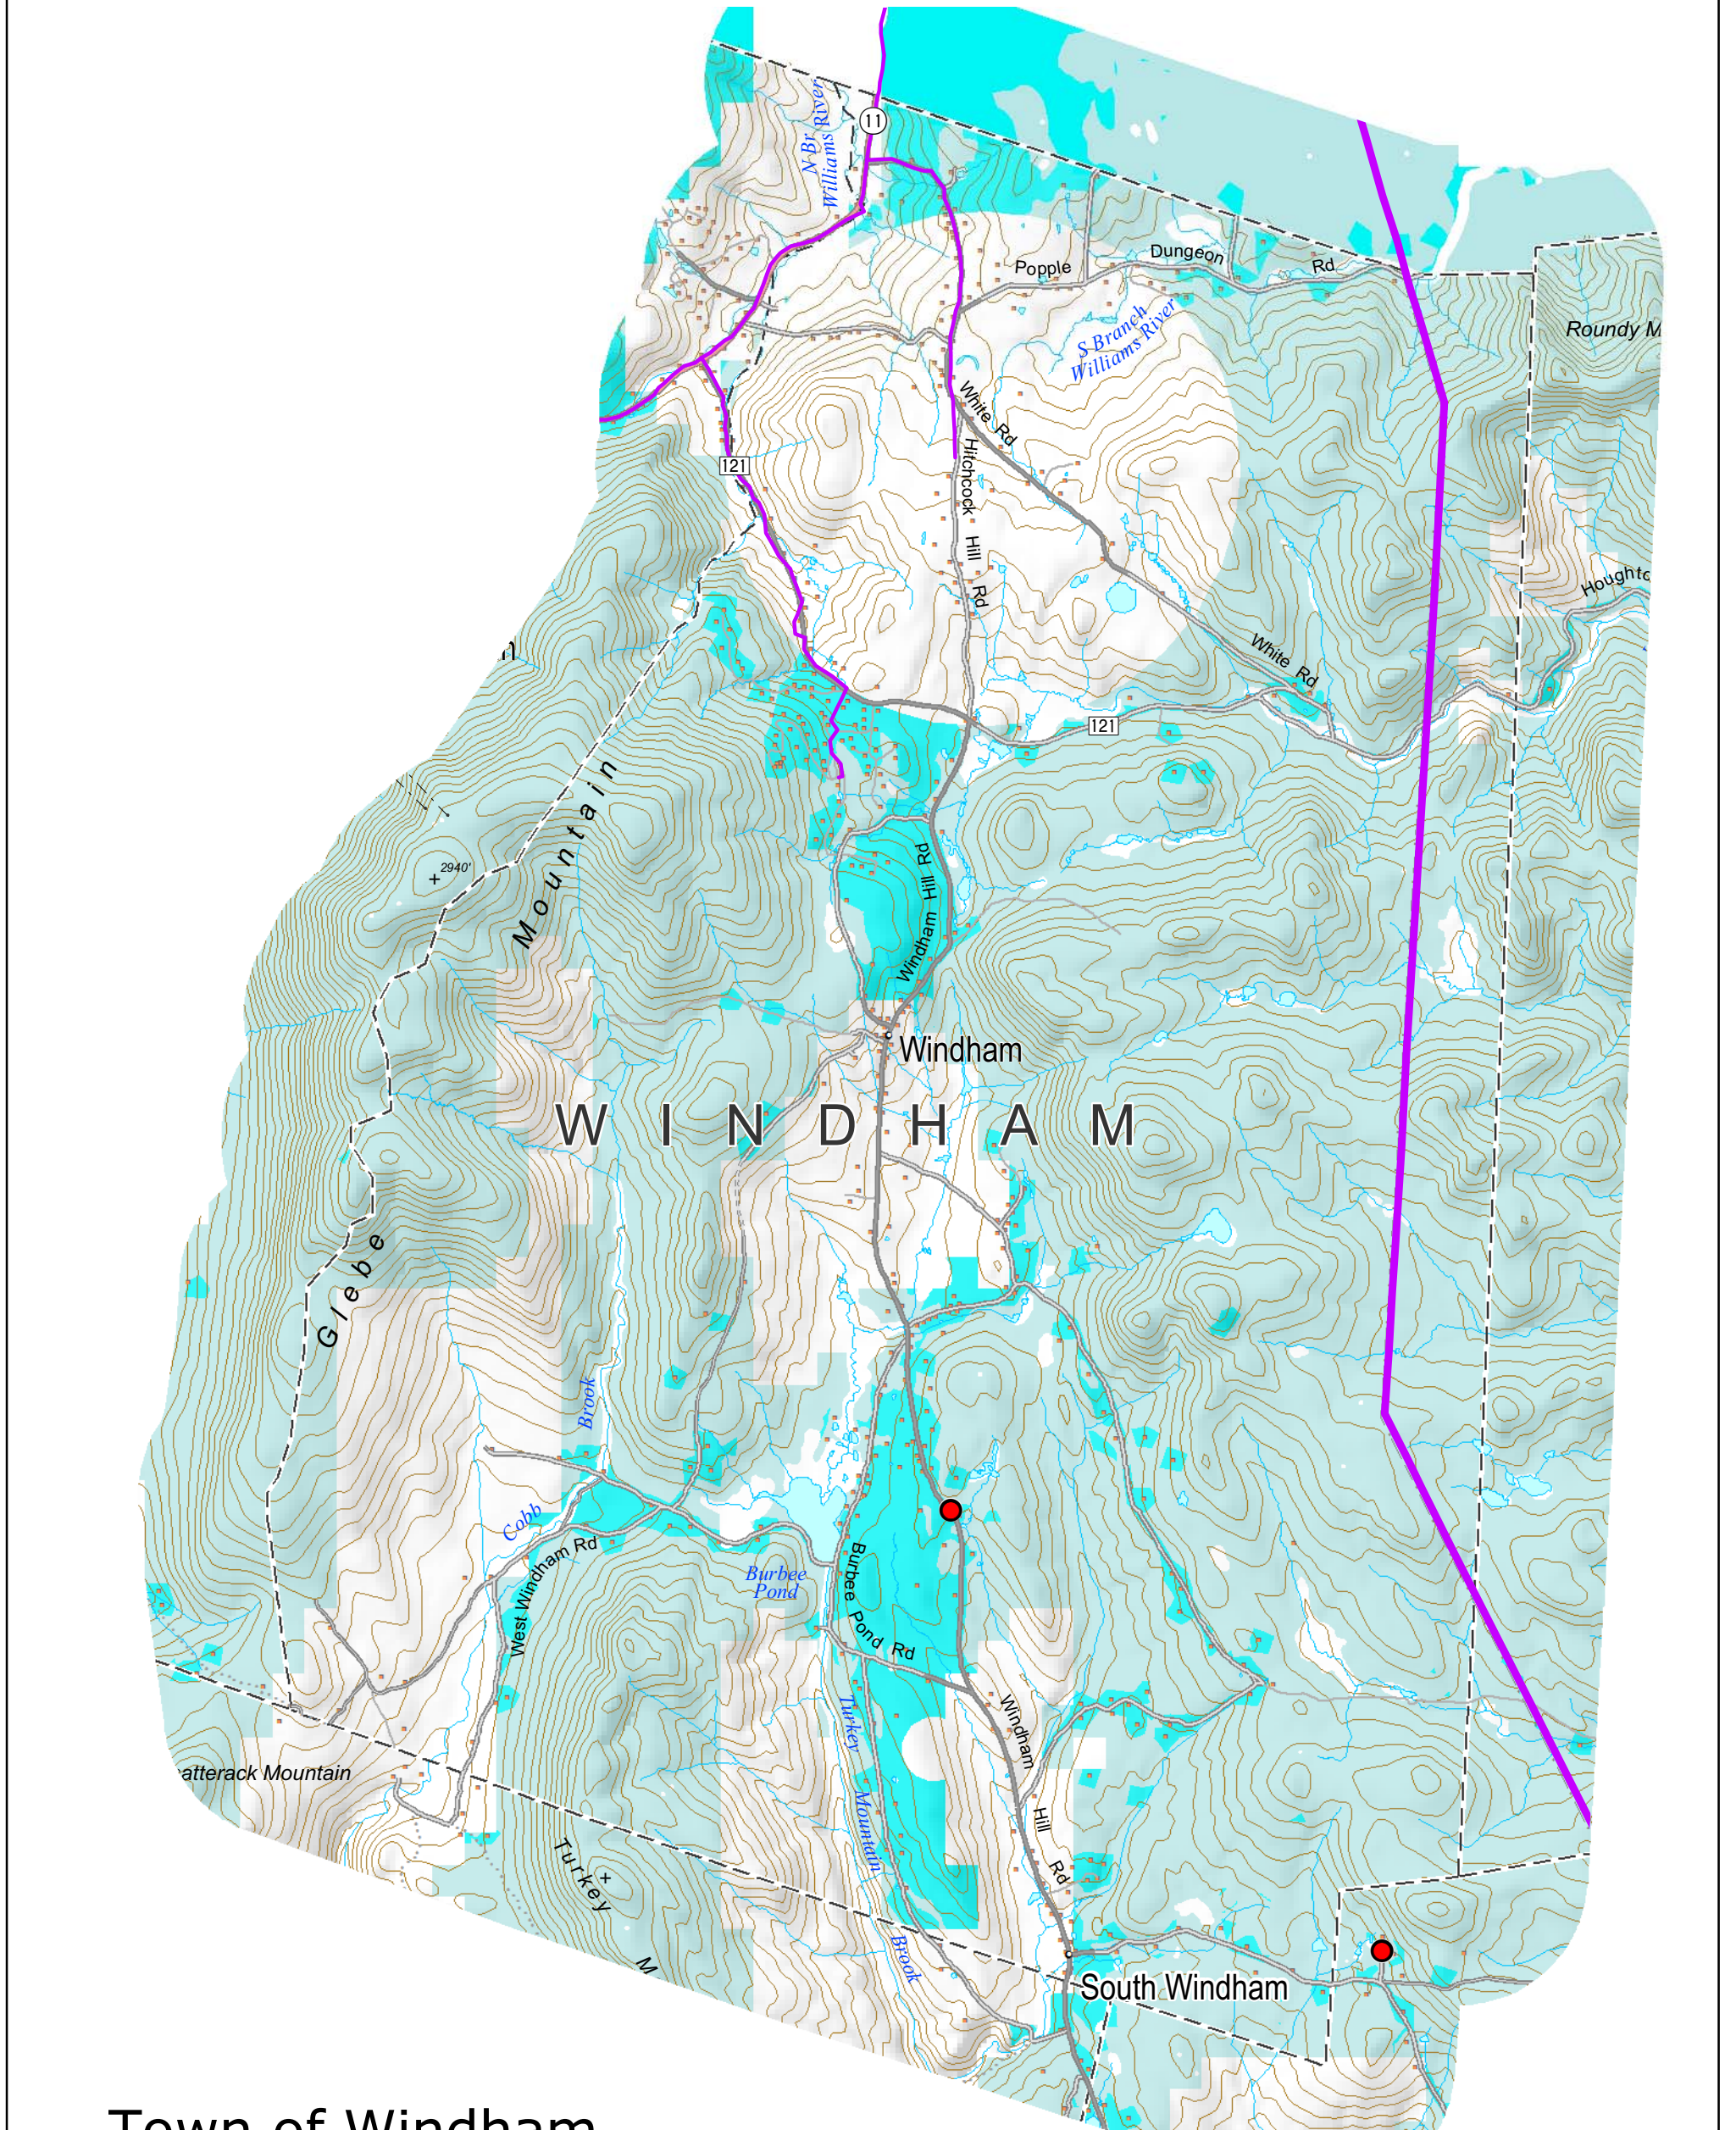 N Br
Williams River
11
Popple Dungeon Rd
Roundy M
S Branch
Williams River
White Rd
121
Hitchcock Hill Rd
Houghto
n
White Rd
121
2940'
Glebe Mountain
Windham Hill Rd
Windham
WINDHAM
Brook
Cobb
West Windham Rd
Burbee
Pond
Burbee Pond Rd
Turkey Mountain Brook
Windham Hill Rd
atterack Mountain
Turkey M
South Windham
Town of Windham